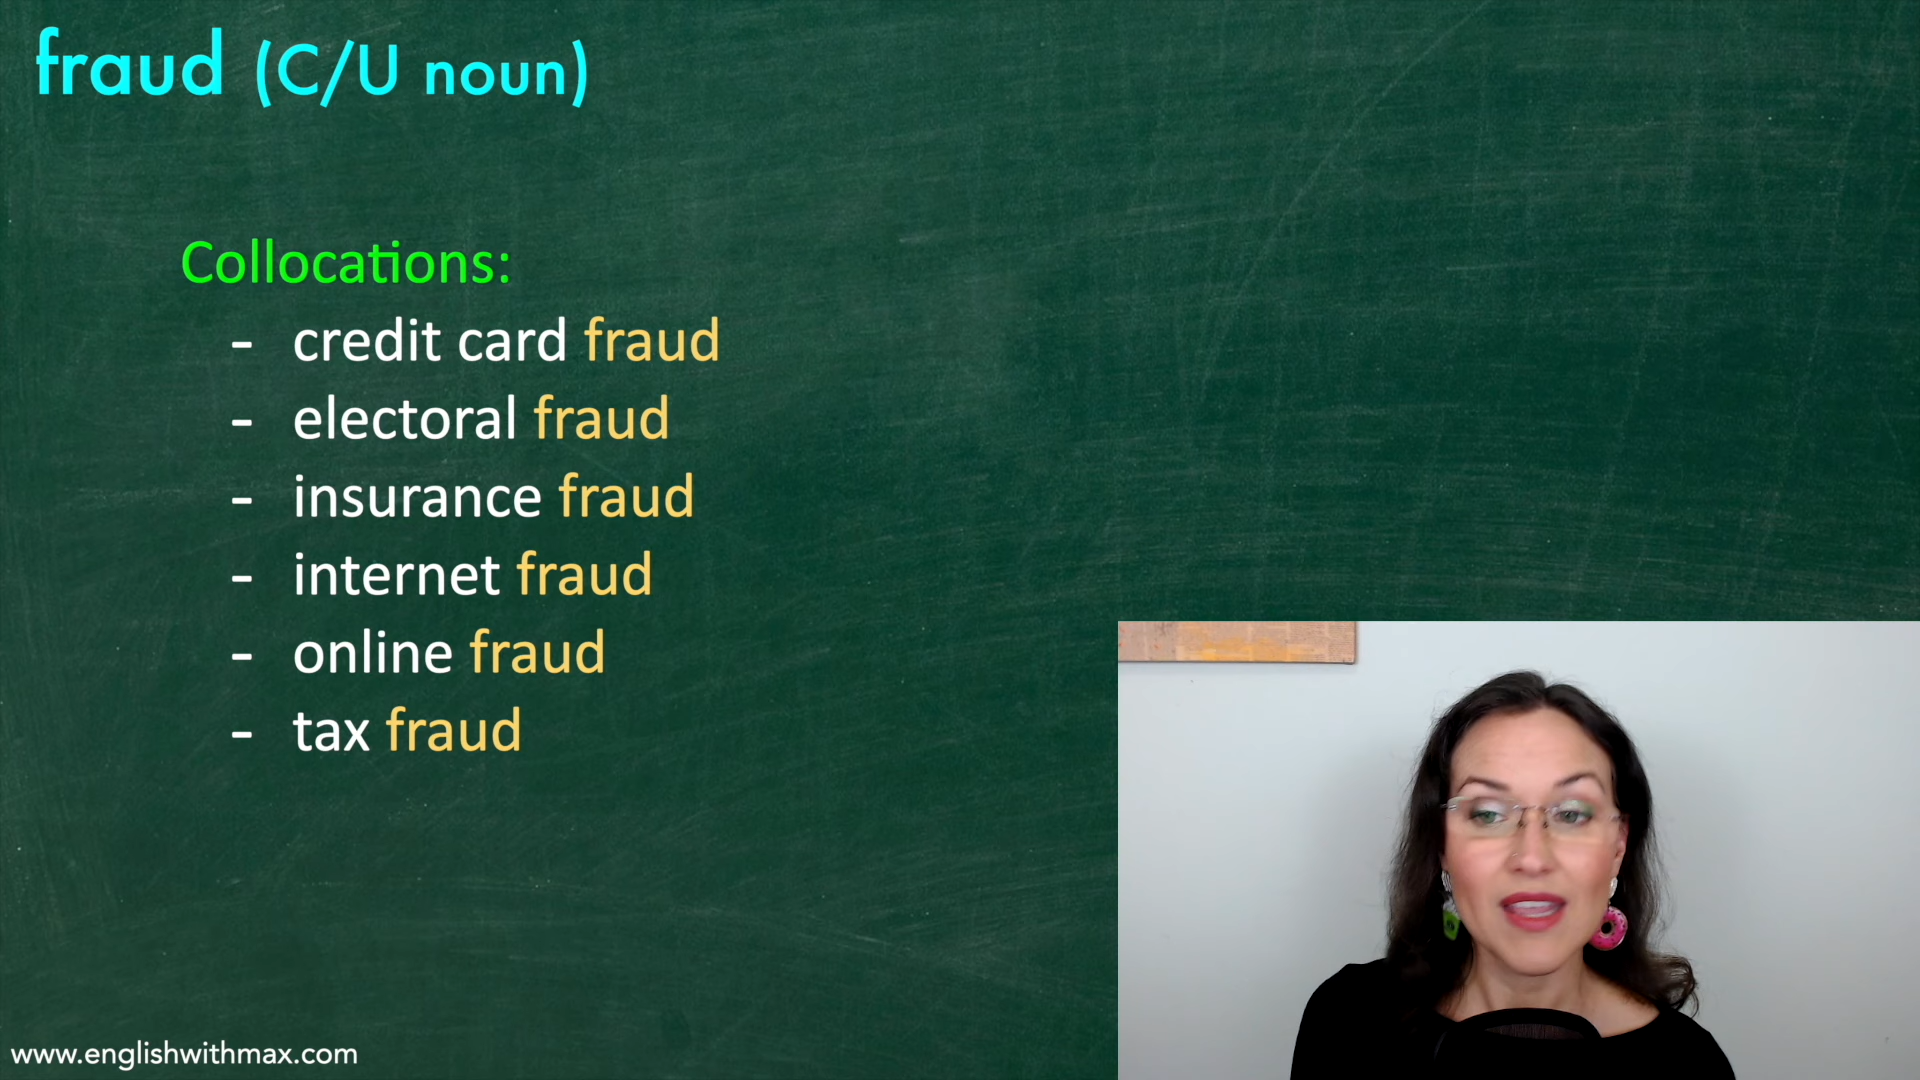 fraud (C/U noun)
Collocations:
- credit card fraud
- electoral fraud
- insurance fraud
- internet fraud
- online fraud
- tax fraud
www.englishwithmax.com